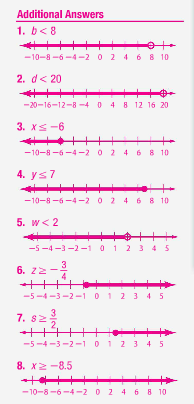 Additional Answers
1. b < 8
−10−8−6−4−2 0 2 4 6 8 10
2. d < 20
−20−16−12−8 −4 0 4 8 12 16 20
3. x ≤ −6
−10−8−6−4−2 0 2 4 6 8 10
4. y ≤ 7
−10−8−6−4−2 0 2 4 6 8 10
5. w < 2
−5 −4 −3 −2 −1 0 1 2 3 4 5
6. z ≥ −3/4
−5 −4 −3 −2 −1 0 1 2 3 4 5
7. s ≥ 3/2
−5 −4 −3 −2 −1 0 1 2 3 4 5
8. x ≥ −8.5
−10−8−6−4−2 0 2 4 6 8 10